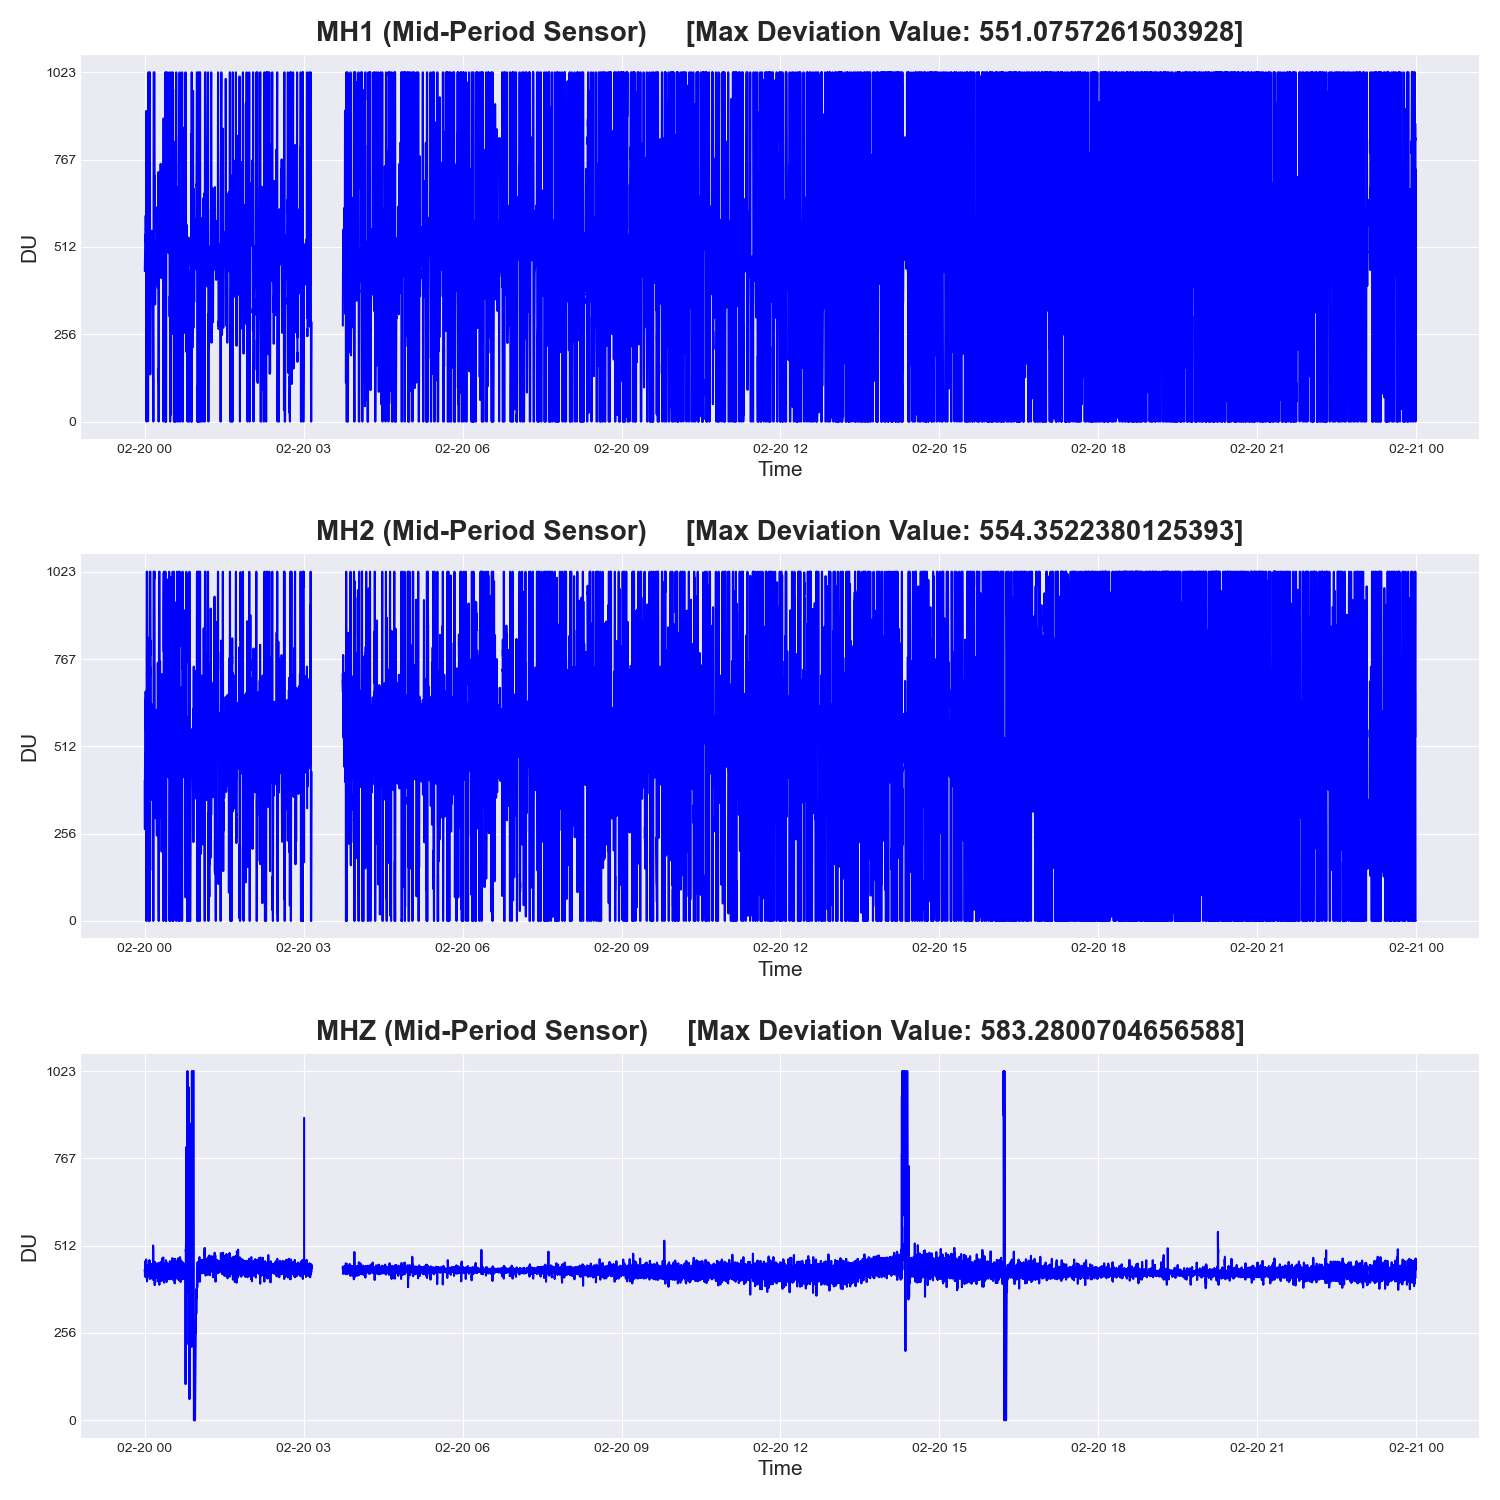 MH1 (Mid-Period Sensor) [Max Deviation Value: 551.0757261503928]
1023
767
512
256
0
DU
02-20 00 02-20 03 02-20 06 02-20 09 02-20 12 02-20 15 02-20 18 02-20 21 02-21 00
Time
MH2 (Mid-Period Sensor) [Max Deviation Value: 554.3522380125393]
1023
767
512
256
0
DU
02-20 00 02-20 03 02-20 06 02-20 09 02-20 12 02-20 15 02-20 18 02-20 21 02-21 00
Time
MHZ (Mid-Period Sensor) [Max Deviation Value: 583.2800704656588]
1023
767
512
256
0
DU
02-20 00 02-20 03 02-20 06 02-20 09 02-20 12 02-20 15 02-20 18 02-20 21 02-21 00
Time